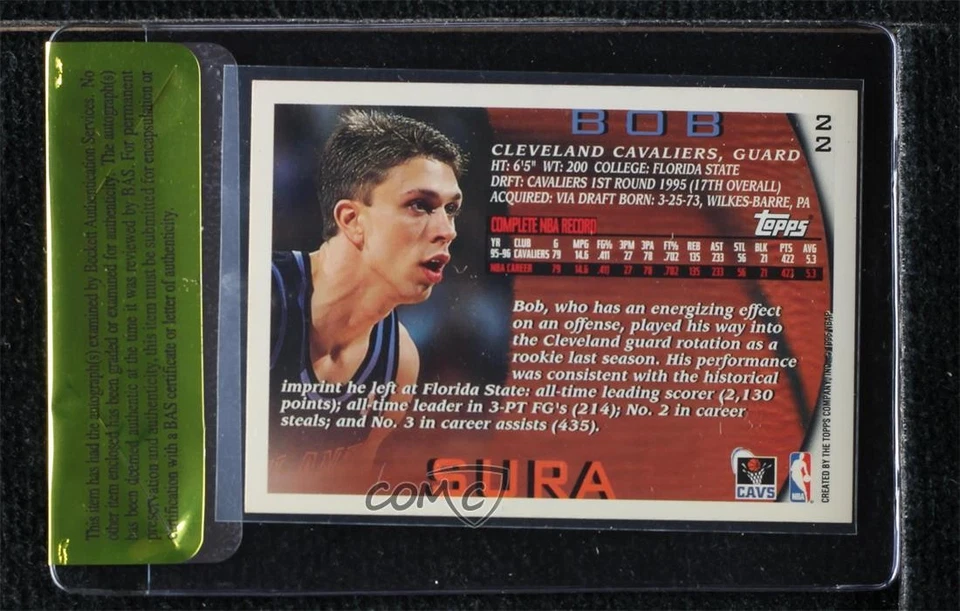 This item has had the autograph(s) examined by Beckett Authentication Services. No
other item enclosed has been graded or examined for authenticity. The autograph(s)
has been deemed authentic at the time it was reviewed by BAS. For permanent
preservation and authenticity, this item must be submitted for encapsulation or
certification with a BAS certificate or letter of authenticity.
BOB
22
CLEVELAND CAVALIERS, GUARD
HT: 6'5" WT: 200 COLLEGE: FLORIDA STATE
DRFT: CAVALIERS 1ST ROUND 1995 (17TH OVERALL)
ACQUIRED: VIA DRAFT BORN: 3-25-73, WILKES-BARRE, PA
Topps
COMPLETE NBA RECORD
YR CLUB G MPG FG% 3PM 3PA FT% REB AST STL BLK PTS AVG
95-96 CAVALIERS 79 14.6 .411 27 78 .702 135 233 56 21 422 5.3
NBA CAREER 79 14.6 .411 27 78 .702 135 233 56 21 422 5.3
Bob, who has an energizing effect
on an offense, played his way into
the Cleveland guard rotation as a
rookie last season. His performance
was consistent with the historical
imprint he left at Florida State: all-time leading scorer (2,130
points); all-time leader in 3-PT FG's (214); No. 2 in career
steals; and No. 3 in career assists (435).
SURA
COMC
CAVS
NBA
CREATED BY THE TOPPS COMPANY, INC.